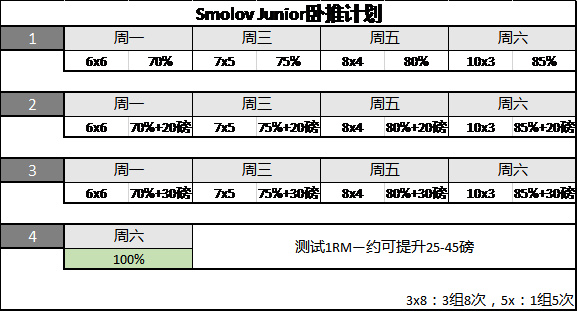 Smolov Junior卧推计划
1 周一 周三 周五 周六
6x6 70% 7x5 75% 8x4 80% 10x3 85%
2 周一 周三 周五 周六
6x6 70%+20磅 7x5 75%+20磅 8x4 80%+20磅 10x3 85%+20磅
3 周一 周三 周五 周六
6x6 70%+30磅 7x5 75%+30磅 8x4 80%+30磅 10x3 85%+30磅
4 周六
100% 测试1RM—约可提升25-45磅
3x8：3组8次，5x：1组5次